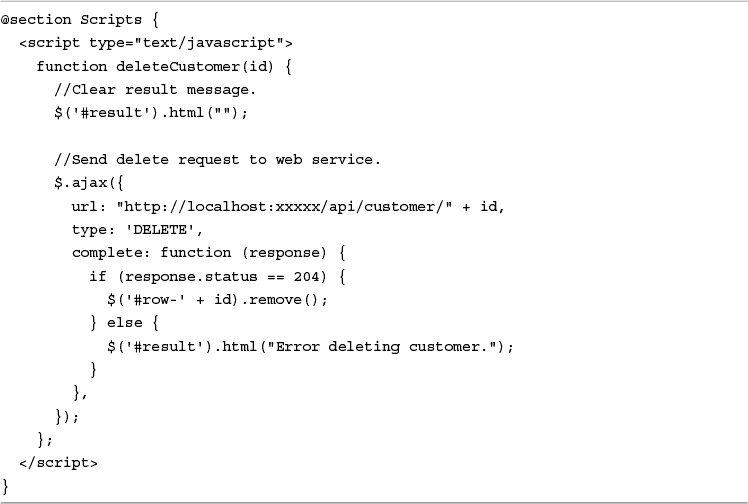 @section Scripts {
  <script type="text/javascript">
    function deleteCustomer(id) {
      //Clear result message.
      $('#result').html("");

      //Send delete request to web service.
      $.ajax({
        url: "http://localhost:xxxxx/api/customer/" + id,
        type: 'DELETE',
        complete: function (response) {
          if (response.status == 204) {
            $('#row-' + id).remove();
          } else {
            $('#result').html("Error deleting customer.");
          }
        },
      });
    };
  </script>
}